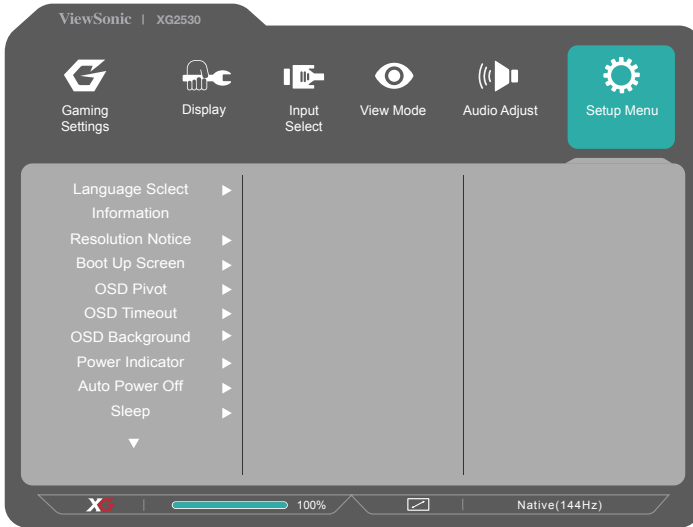 ViewSonic | XG2530
Gaming Settings
Display
Input Select
View Mode
Audio Adjust
Setup Menu
Language Sclect
Information
Resolution Notice
Boot Up Screen
OSD Pivot
OSD Timeout
OSD Background
Power Indicator
Auto Power Off
Sleep
XG | 100% | Native(144Hz)